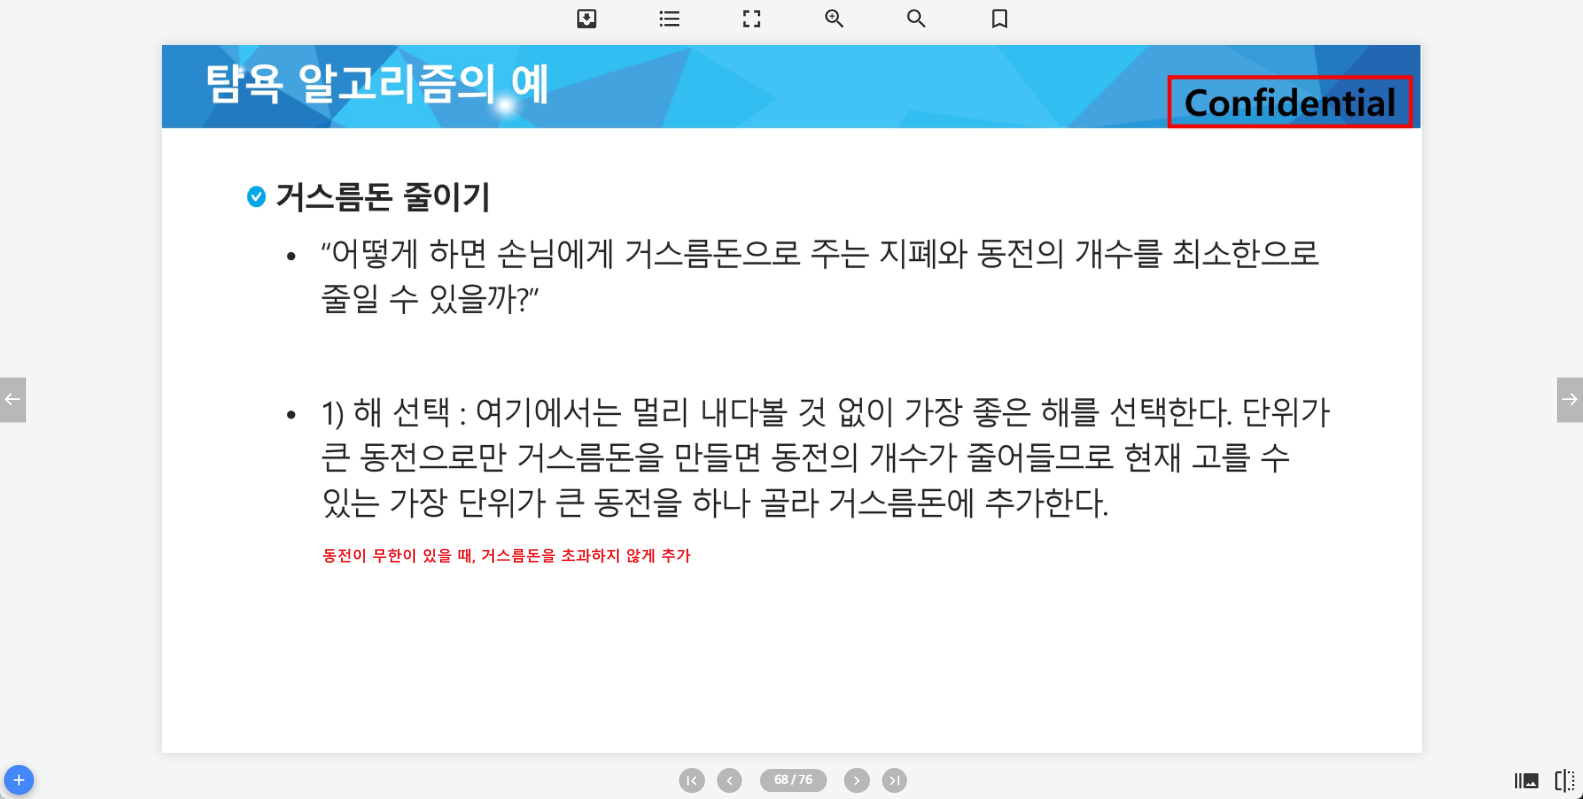 탐욕 알고리즘의 예
Confidential
거스름돈 줄이기
• “어떻게 하면 손님에게 거스름돈으로 주는 지폐와 동전의 개수를 최소한으로
줄일 수 있을까?”
• 1) 해 선택 : 여기에서는 멀리 내다볼 것 없이 가장 좋은 해를 선택한다. 단위가
큰 동전으로만 거스름돈을 만들면 동전의 개수가 줄어들므로 현재 고를 수
있는 가장 단위가 큰 동전을 하나 골라 거스름돈에 추가한다.
동전이 무한이 있을 때, 거스름돈을 초과하지 않게 추가
68 / 76